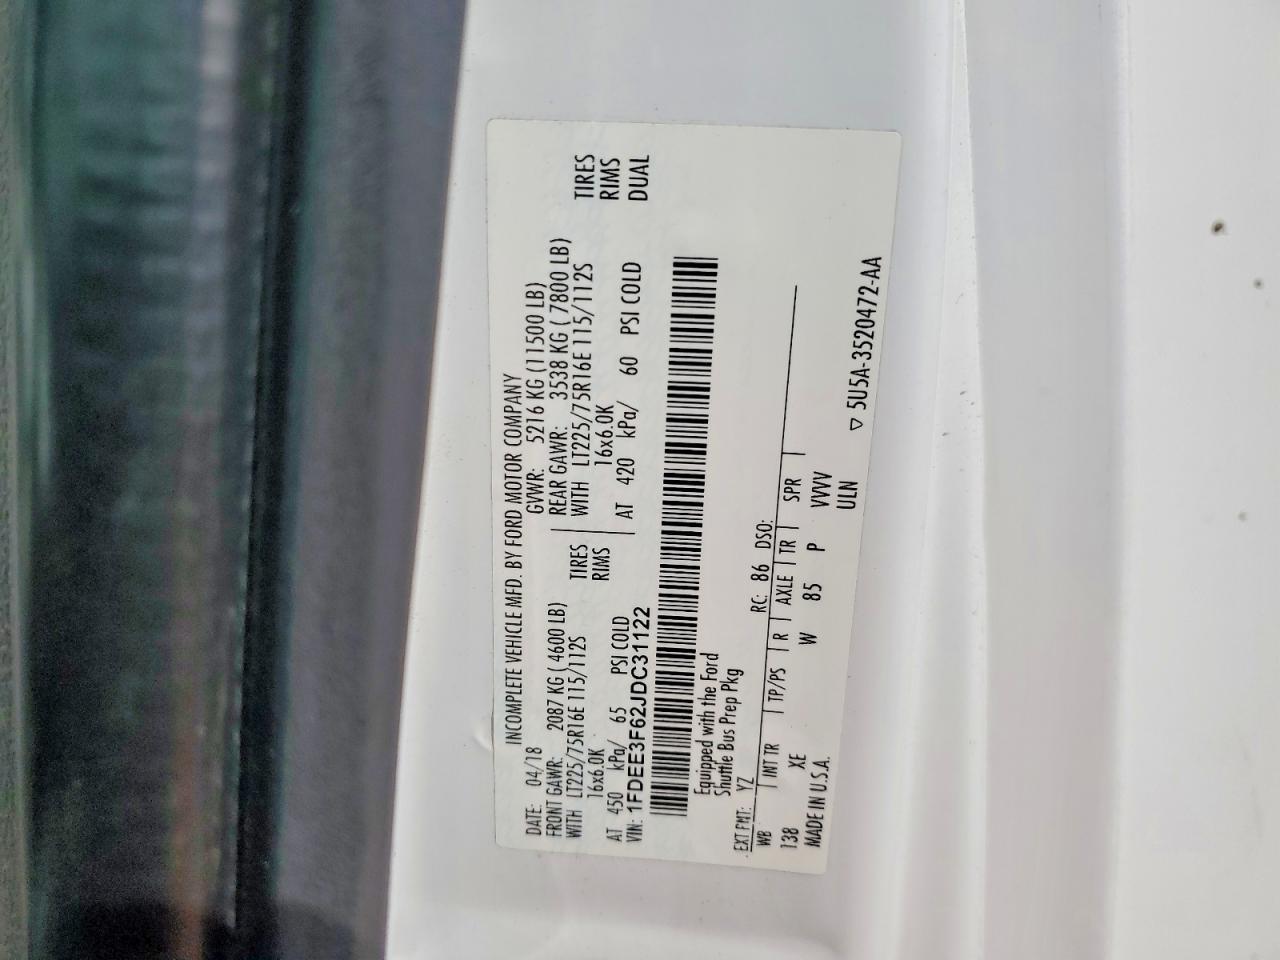 INCOMPLETE VEHICLE MFD. BY FORD MOTOR COMPANY
DATE: 04/18 GVWR: 5216 KG (11500 LB)
FRONT GAWR: 2087 KG ( 4600 LB) REAR GAWR: 3538 KG ( 7800 LB)
WITH LT225/75R16E 115/112S TIRES WITH LT225/75R16E 115/112S TIRES
16x6.0K RIMS 16x6.0K RIMS
AT 450 kPa/ 65 PSI COLD AT 420 kPa/ 60 PSI COLD DUAL
VIN: 1FDEE3F62JDC31122
Equipped with the Ford
Shuttle Bus Prep Pkg
EXT PNT: YZ RC: 86 DSO:
WB INT TR TP/PS R AXLE TR SPR
138 XE W 85 P VVVV
MADE IN U.S.A. ULN
▽ 5U5A-3520472-AA